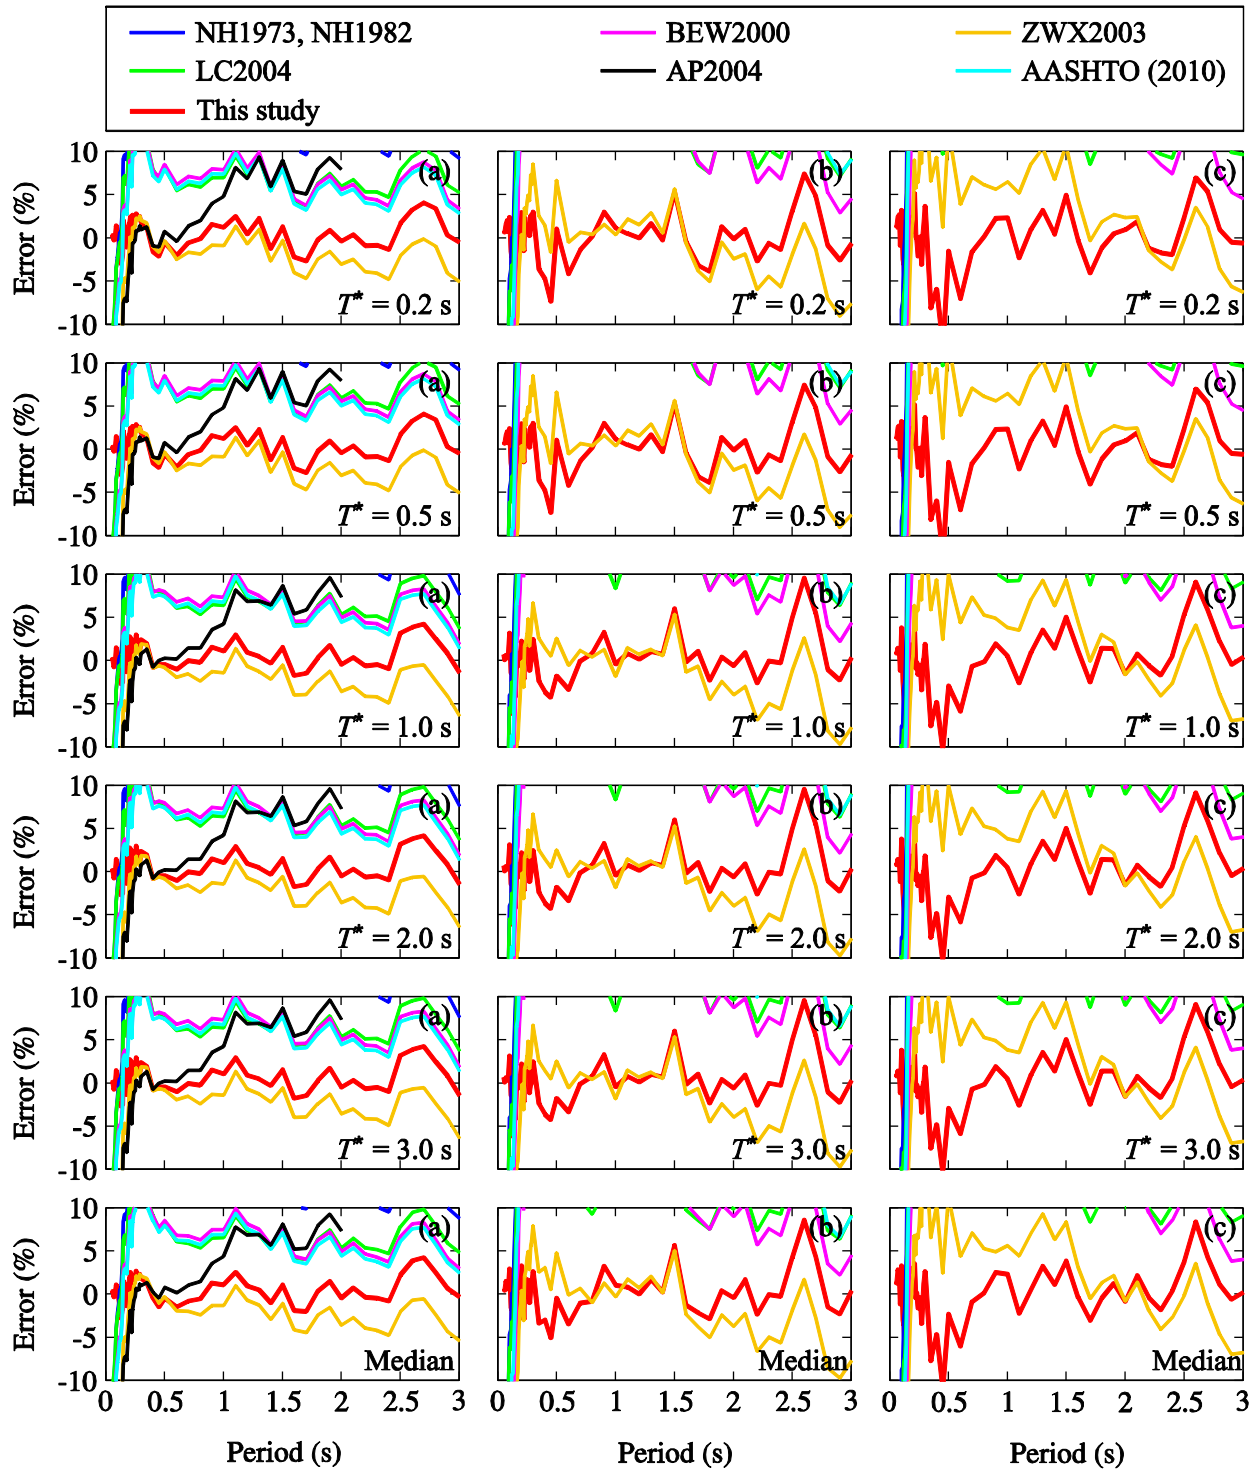 NH1973, NH1982 BEW2000 ZWX2003
LC2004 AP2004 AASHTO (2010)
This study
10 (a) (b) (c)
5
0
-5
-10
Error (%)
T* = 0.2 s T* = 0.2 s T* = 0.2 s
10 (a) (b) (c)
5
0
-5
-10
Error (%)
T* = 0.5 s T* = 0.5 s T* = 0.5 s
10 (a) (b) (c)
5
0
-5
-10
Error (%)
T* = 1.0 s T* = 1.0 s T* = 1.0 s
10 (a) (b) (c)
5
0
-5
-10
Error (%)
T* = 2.0 s T* = 2.0 s T* = 2.0 s
10 (a) (b) (c)
5
0
-5
-10
Error (%)
T* = 3.0 s T* = 3.0 s T* = 3.0 s
10 (a) (b) (c)
5
0
-5
-10
Error (%)
Median Median Median
0 0.5 1 1.5 2 2.5 3 0 0.5 1 1.5 2 2.5 3 0 0.5 1 1.5 2 2.5 3
Period (s) Period (s) Period (s)